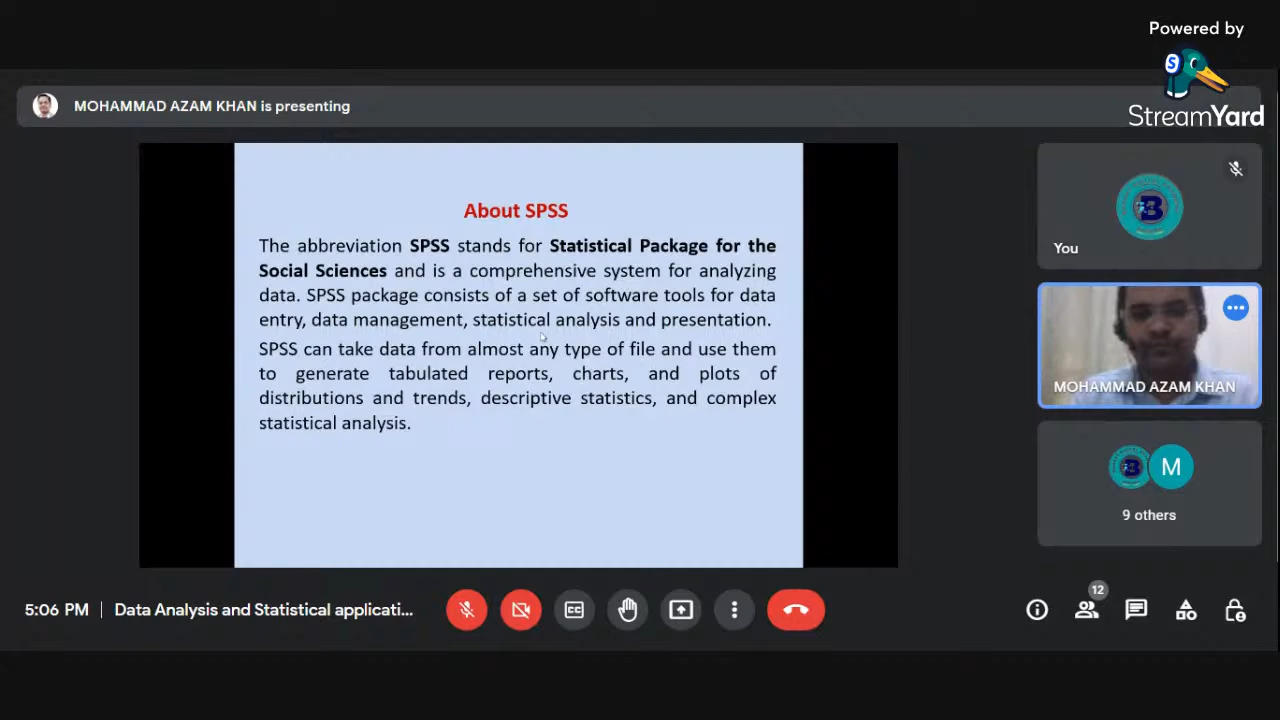 Powered by
S
StreamYard
MOHAMMAD AZAM KHAN is presenting
About SPSS
The abbreviation SPSS stands for Statistical Package for the
Social Sciences and is a comprehensive system for analyzing
data. SPSS package consists of a set of software tools for data
entry, data management, statistical analysis and presentation.
SPSS can take data from almost any type of file and use them
to generate tabulated reports, charts, and plots of
distributions and trends, descriptive statistics, and complex
statistical analysis.
B
You
MOHAMMAD AZAM KHAN
B
M
9 others
5:06 PM
Data Analysis and Statistical applicati...
CC
12